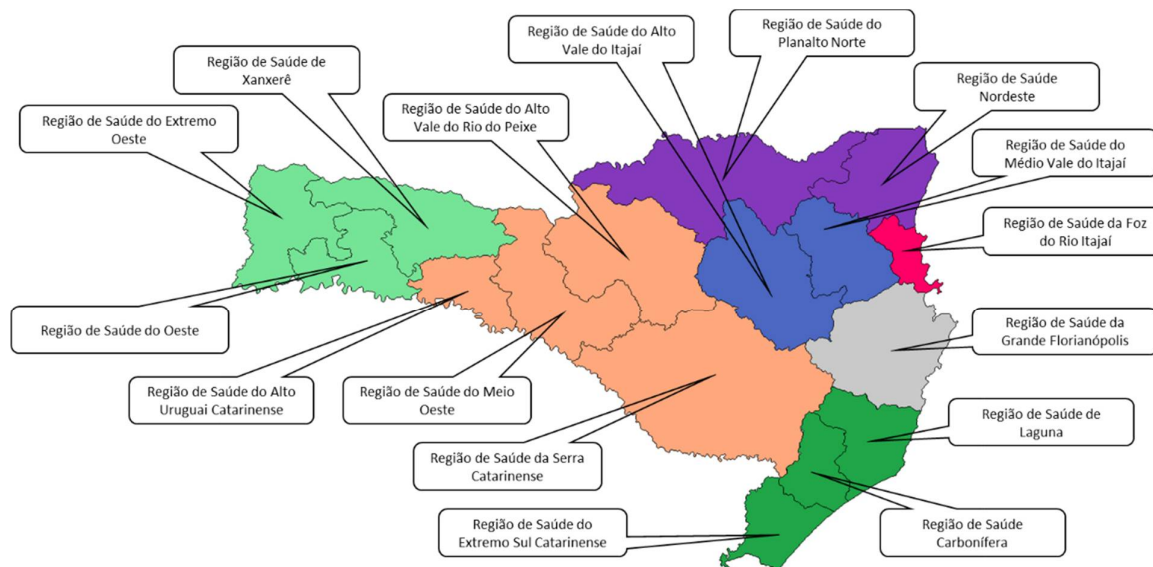 Região de Saúde do Alto
Vale do Itajaí
Região de Saúde do
Planalto Norte
Região de Saúde de
Xanxerê
Região de Saúde
Nordeste
Região de Saúde do Alto
Vale do Rio do Peixe
Região de Saúde do Extremo
Oeste
Região de Saúde do
Médio Vale do Itajaí
Região de Saúde da Foz
do Rio Itajaí
Região de Saúde do Oeste
Região de Saúde da
Grande Florianópolis
Região de Saúde do Alto
Uruguai Catarinense
Região de Saúde do Meio
Oeste
Região de Saúde de
Laguna
Região de Saúde da Serra
Catarinense
Região de Saúde do
Extremo Sul Catarinense
Região de Saúde
Carbonífera